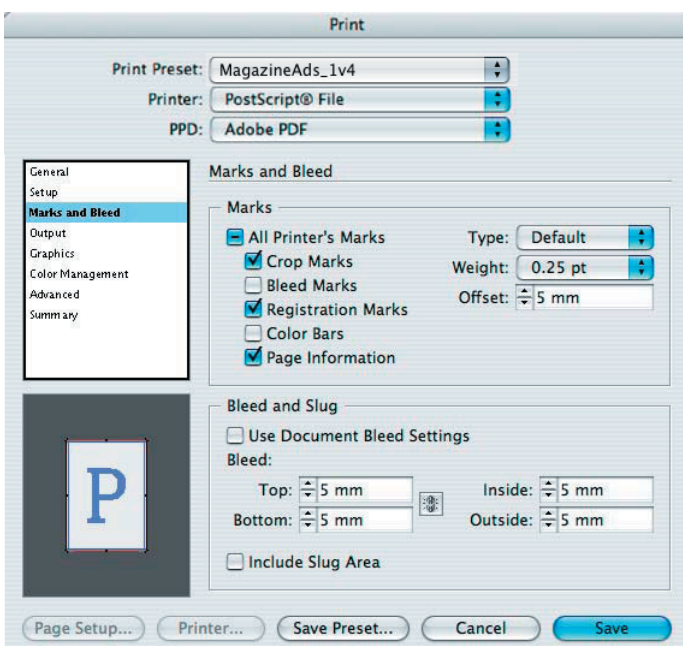 Print
Print Preset: MagazineAds_1v4
Printer: PostScript® File
PPD: Adobe PDF
General
Setup
Marks and Bleed
Output
Graphics
Color Management
Advanced
Summary
Marks and Bleed
Marks
All Printer's Marks
Crop Marks
Bleed Marks
Registration Marks
Color Bars
Page Information
Type: Default
Weight: 0.25 pt
Offset: 5 mm
Bleed and Slug
Use Document Bleed Settings
Bleed:
Top: 5 mm Inside: 5 mm
Bottom: 5 mm Outside: 5 mm
Include Slug Area
P
Page Setup... Printer... Save Preset... Cancel Save